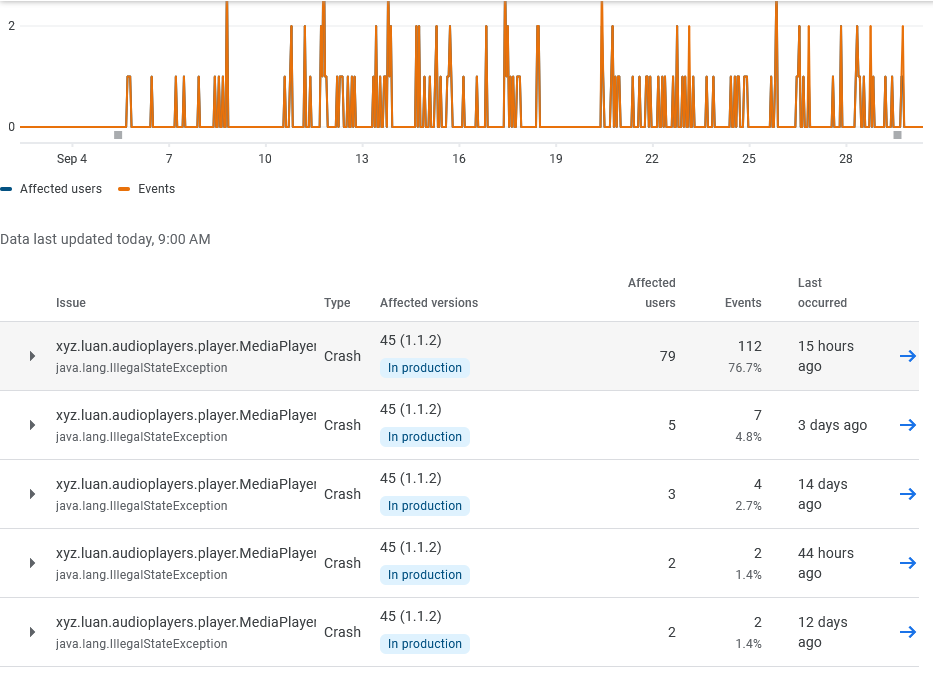 2
0
Sep 4 7 10 13 16 19 22 25 28
Affected users Events
Data last updated today, 9:00 AM
Issue Type Affected versions Affected users Events Last occurred
xyz.luan.audioplayers.player.MediaPlayer
java.lang.IllegalStateException
Crash
45 (1.1.2)
In production
79
112
76.7%
15 hours
ago
xyz.luan.audioplayers.player.MediaPlayer
java.lang.IllegalStateException
Crash
45 (1.1.2)
In production
5
7
4.8%
3 days ago
xyz.luan.audioplayers.player.MediaPlayer
java.lang.IllegalStateException
Crash
45 (1.1.2)
In production
3
4
2.7%
14 days
ago
xyz.luan.audioplayers.player.MediaPlayer
java.lang.IllegalStateException
Crash
45 (1.1.2)
In production
2
2
1.4%
44 hours
ago
xyz.luan.audioplayers.player.MediaPlayer
java.lang.IllegalStateException
Crash
45 (1.1.2)
In production
2
2
1.4%
12 days
ago